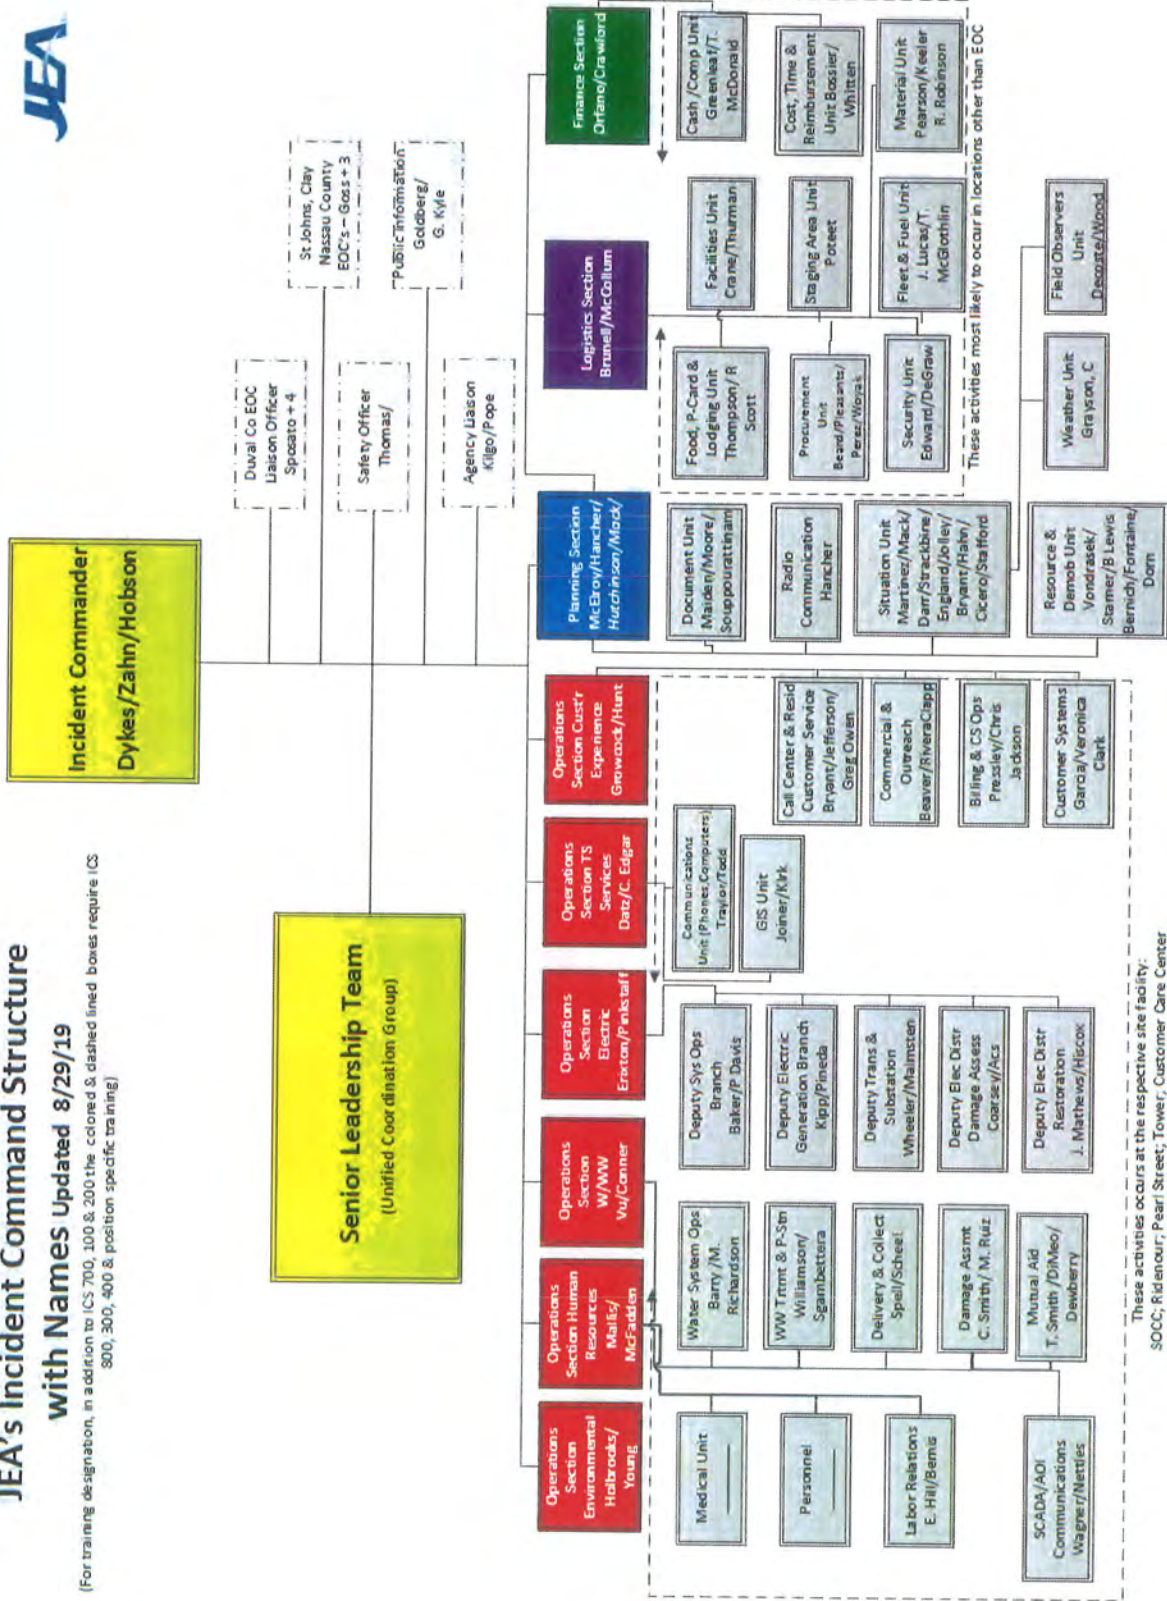 JEA's Incident Command Structure
with Names Updated 8/29/19
(For training designation, in addition to ICS 700, 100 & 200 the colored & dashed lined boxes require ICS
800, 300, 400 & position specific training)
JEA
Incident Commander
Dykes/Zahn/Hobson
Senior Leadership Team
(Unified Coordination Group)
Duval Co EOC
Liaison Officer
Sposato + 4
St Johns, Clay
Nassau County
EOC's – Goss + 3
Safety Officer
Thomas/
Public Information
Goldberg/
G. Kyle
Agency Liaison
Kilgo/Pope
Operations
Section
Environmental
Holbrooks/
Young
Operations
Section Human
Resources
Mallis/
McFadden
Operations
Section
W/WW
Vu/Conner
Operations
Section
Electric
Erixton/Pinkstaff
Operations
Section TS
Services
Datz/C. Edgar
Operations
Section Cust'r
Experience
Growcock/Hunt
Planning Section
McElroy/Hancher/
Hutchinson/Mack/
Logistics Section
Brunell/McCollum
Finance Section
Orfano/Crawford
Medical Unit
Personnel
Labor Relations
E. Hill/Bemis
SCADA/AOI
Communications
Wagner/Nettles
Water System Ops
Barry /M.
Richardson
WW Trtmt & P-Stn
Williamson/
Sgambettera
Delivery & Collect
Spell/Scheel
Damage Assmt
C. Smith/ M. Ruiz
Mutual Aid
T. Smith /DiMeo/
Dewberry
Deputy Sys Ops
Branch
Baker/P Davis
Deputy Electric
Generation Branch
Kipp/Pineda
Deputy Trans &
Substation
Wheeler/Malmsten
Deputy Elec Distr
Damage Assess
Coarsey/Acs
Deputy Elec Distr
Restoration
J. Mathews/Hiscox
Communications
Unit (Phones,Computers)
Traylor/Todd
GIS Unit
Joiner/Kirk
Call Center & Resid
Customer Service
Bryant/Jefferson/
Greg Owen
Commercial &
Outreach
Beaver/RiveraClapp
Billing & CS Ops
Pressley/Chris
Jackson
Customer Systems
Garcia/Veronica
Clark
Document Unit
Maiden/Moore/
Souppourattinam
Radio
Communication
Hancher
Situation Unit
Martinez/Mack/
Darr/Strackbine/
England/Jolley/
Bryant/Hahn/
Cicero/Stafford
Resource &
Demob Unit
Vondrasek/
Stamer/B Lewis
Bernich/Fontaine/
Dorn
Weather Unit
Grayson, C
Field Observers
Unit
Decoste/Wood
Food, P-Card &
Lodging Unit
Thompson/ R
Scott
Procurement
Unit
Beard/Pleasants/
Perez/Woyak
Security Unit
Edward/DeGraw
Facilities Unit
Crane/Thurman
Staging Area Unit
Poteet
Fleet & Fuel Unit
J. Lucas/T.
McGlothlin
Cash /Comp Unit
Greenleaf/T.
McDonald
Cost, Time &
Reimbursement
Unit Bossier/
Whitten
Material Unit
Pearson/Keeler
R. Robinson
These activities most likely to occur in locations other than EOC
These activities occurs at the respective site facility:
SOCC; Ridenour; Pearl Street; Tower; Customer Care Center